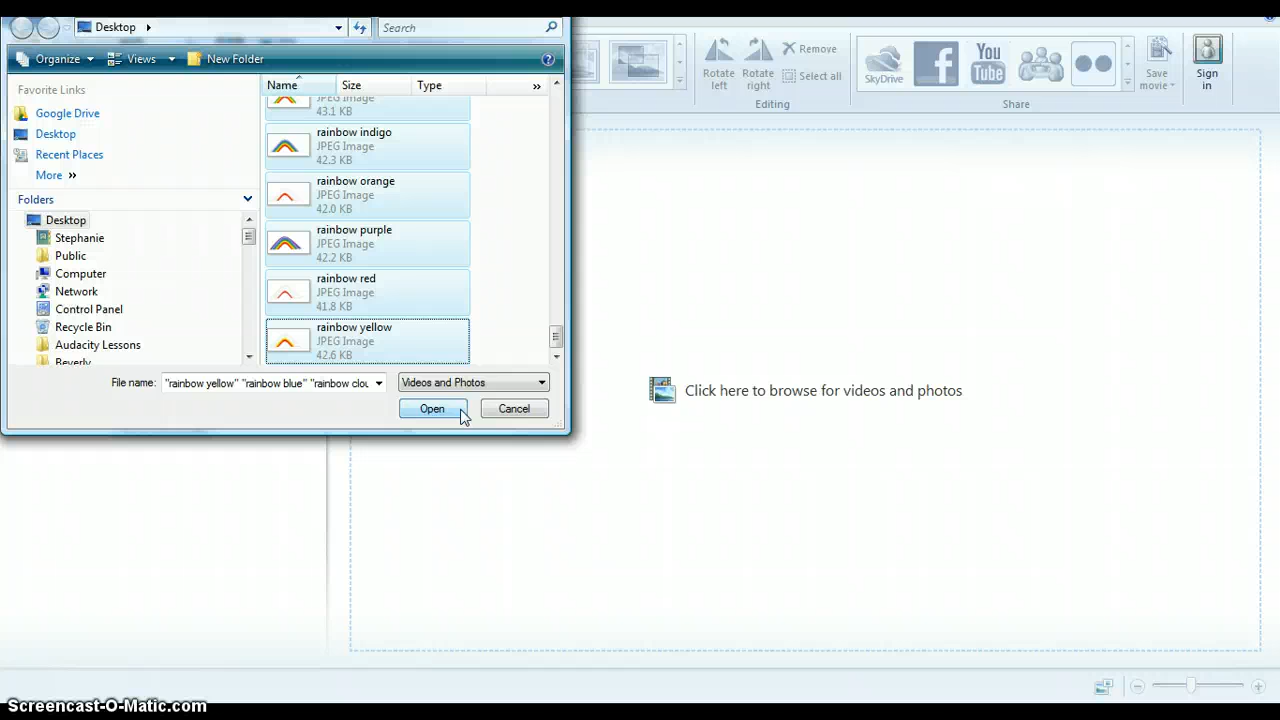 Desktop
Search
Organize Views New Folder
Favorite Links
Google Drive
Desktop
Recent Places
More »
Folders
Desktop
Stephanie
Public
Computer
Network
Control Panel
Recycle Bin
Audacity Lessons
Beverly
Name Size Type »
JPEG Image
43.1 KB
rainbow indigo
JPEG Image
42.3 KB
rainbow orange
JPEG Image
42.0 KB
rainbow purple
JPEG Image
42.2 KB
rainbow red
JPEG Image
41.8 KB
rainbow yellow
JPEG Image
42.6 KB
File name: "rainbow yellow" "rainbow blue" "rainbow clou
Videos and Photos
Open Cancel
Rotate left
Rotate right
Remove
Select all
Editing
SkyDrive
You Tube
Share
Save movie
Sign in
Click here to browse for videos and photos
Screencast-O-Matic.com